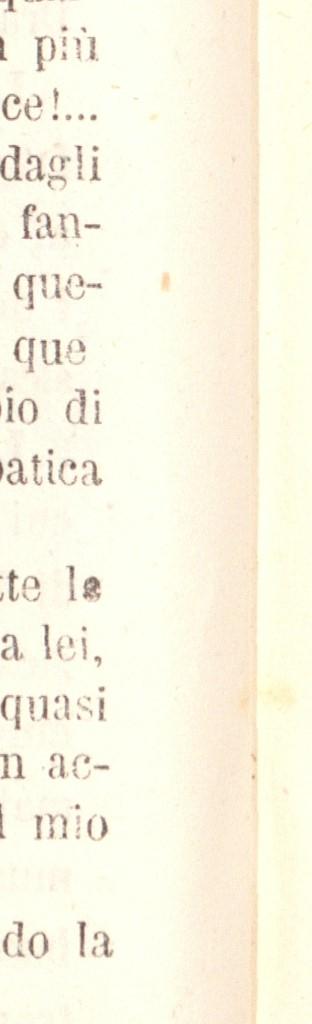 più
ce!...
dagli
fan-
que-
que
io di
atica
te le
a lei,
quasi
n ac-
mio
do la